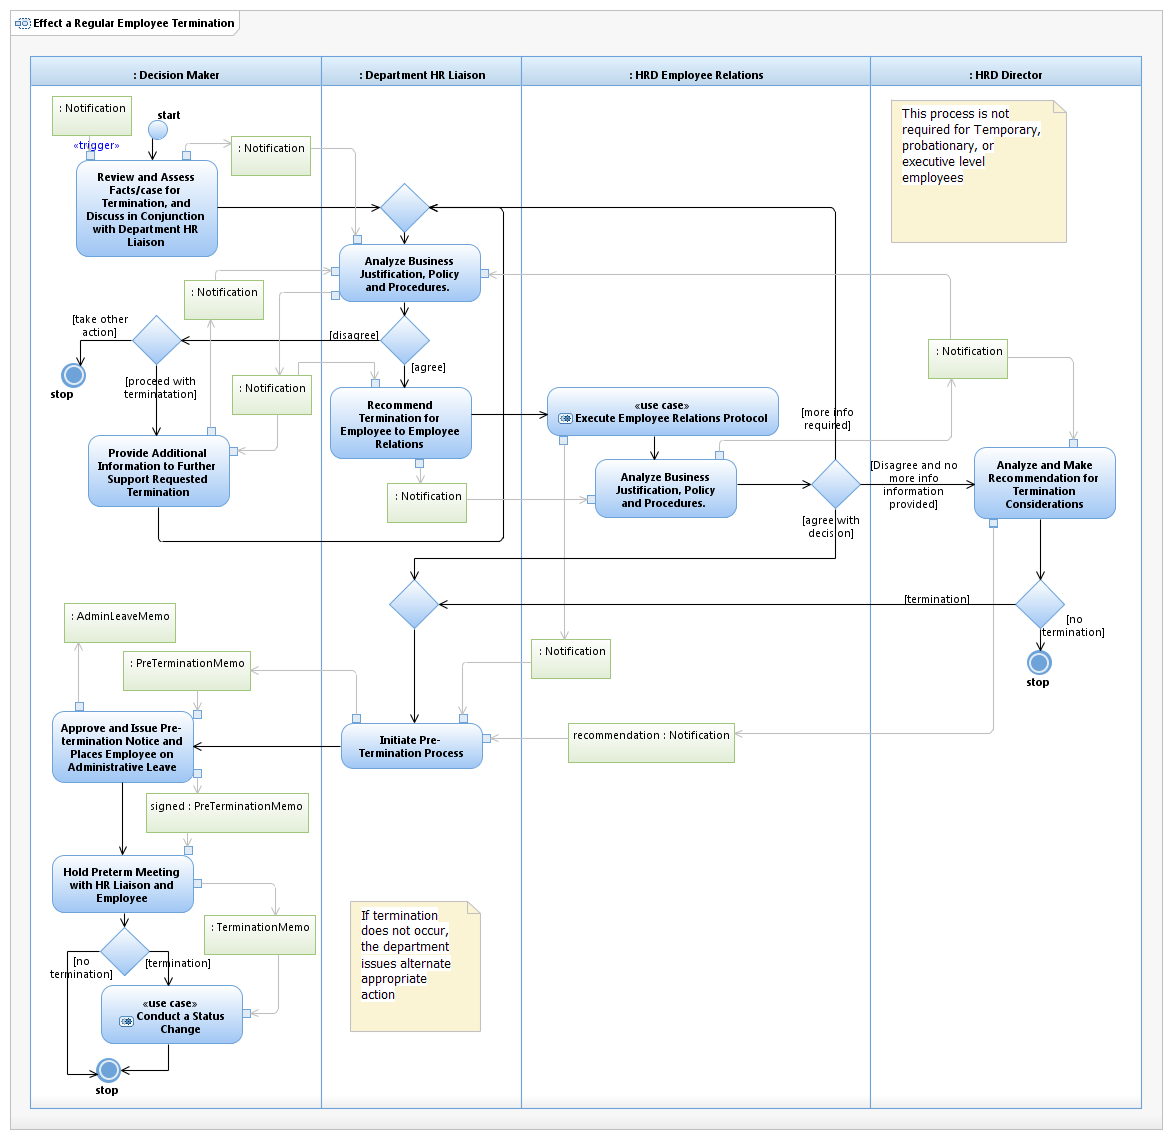 Effect a Regular Employee Termination
: Decision Maker
: Department HR Liaison
: HRD Employee Relations
: HRD Director
: Notification
start
«trigger»
: Notification
Review and Assess
Facts/case for
Termination, and
Discuss in Conjunction
with Department HR
Liaison
This process is not
required for Temporary,
probationary, or
executive level
employees
Analyze Business
Justification, Policy
and Procedures.
: Notification
[take other
action]
[disagree]
[agree]
stop
[proceed with
terminatation]
: Notification
: Notification
Recommend
Termination for
Employee to Employee
Relations
«use case»
Execute Employee Relations Protocol
[more info
required]
Provide Additional
Information to Further
Support Requested
Termination
: Notification
Analyze Business
Justification, Policy
and Procedures.
[Disagree and no
more info
information
provided]
Analyze and Make
Recommendation for
Termination
Considerations
[agree with
decision]
[termination]
[no
termination]
stop
: AdminLeaveMemo
: PreTerminationMemo
: Notification
Approve and Issue Pre-
termination Notice and
Places Employee on
Administrative Leave
Initiate Pre-
Termination Process
recommendation : Notification
signed : PreTerminationMemo
Hold Preterm Meeting
with HR Liaison and
Employee
: TerminationMemo
If termination
does not occur,
the department
issues alternate
appropriate
action
[no
termination]
[termination]
«use case»
Conduct a Status
Change
stop